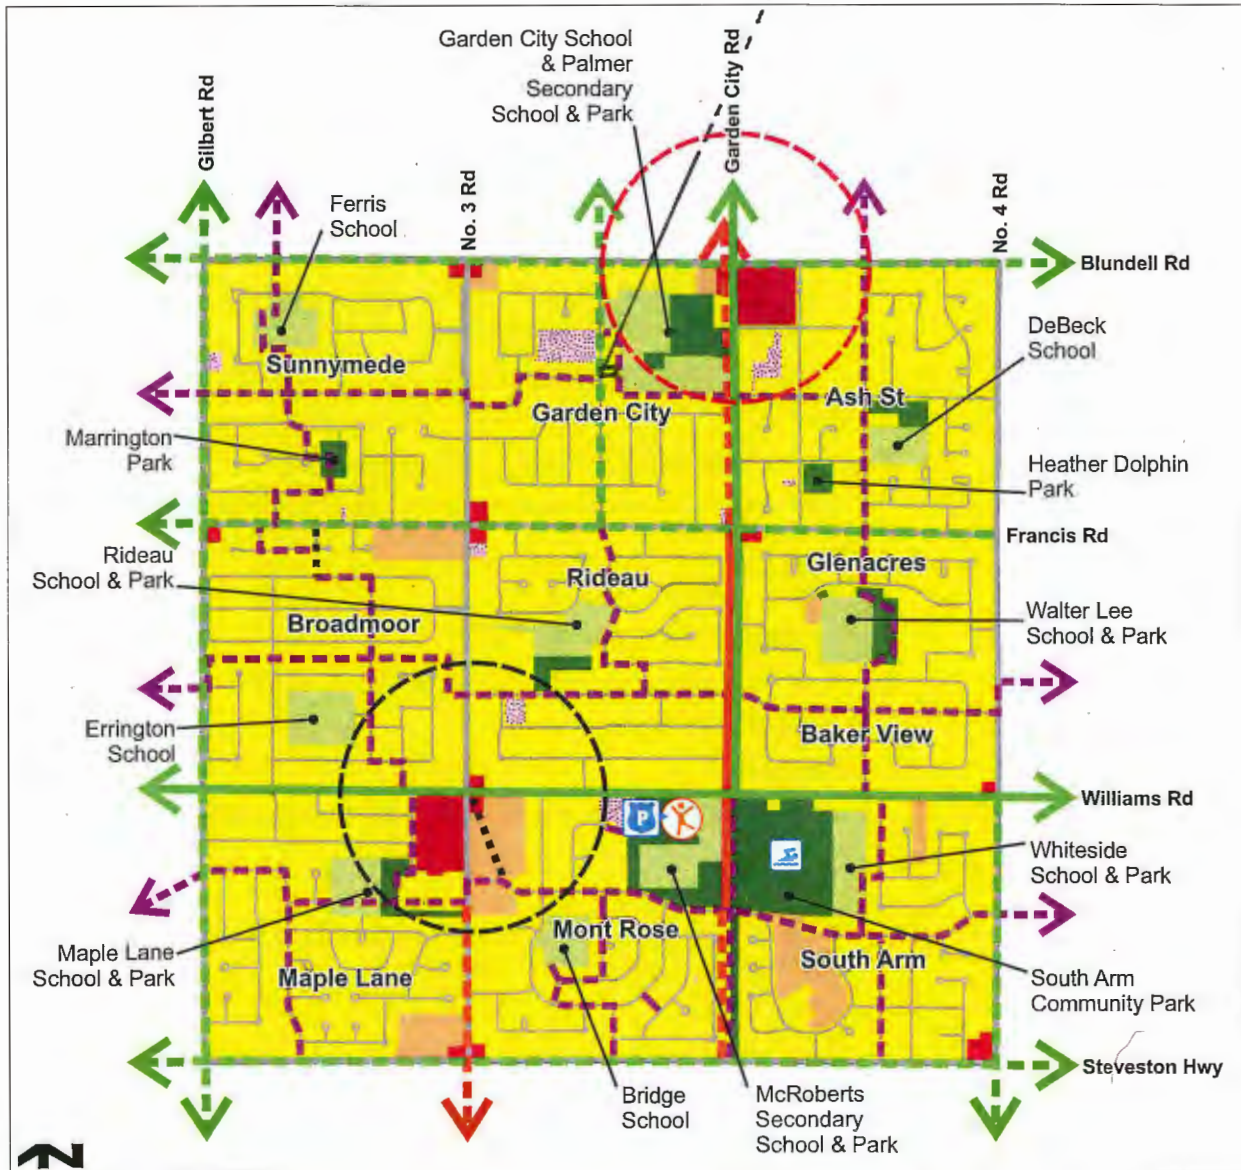 Garden City School
& Palmer
Secondary
School & Park
Gilbert Rd
No. 3 Rd
Garden City Rd
No. 4 Rd
Ferris
School
Blundell Rd
DeBeck
School
Sunnymede
Garden City
Ash St
Marrington
Park
Heather Dolphin
Park
Francis Rd
Rideau
School & Park
Rideau
Glenacres
Broadmoor
Walter Lee
School & Park
Errington
School
Baker View
Williams Rd
P
Whiteside
School & Park
Maple Lane
School & Park
Mont Rose
Maple Lane
South Arm
South Arm
Community Park
Steveston Hwy
Bridge
School
McRoberts
Secondary
School & Park
N